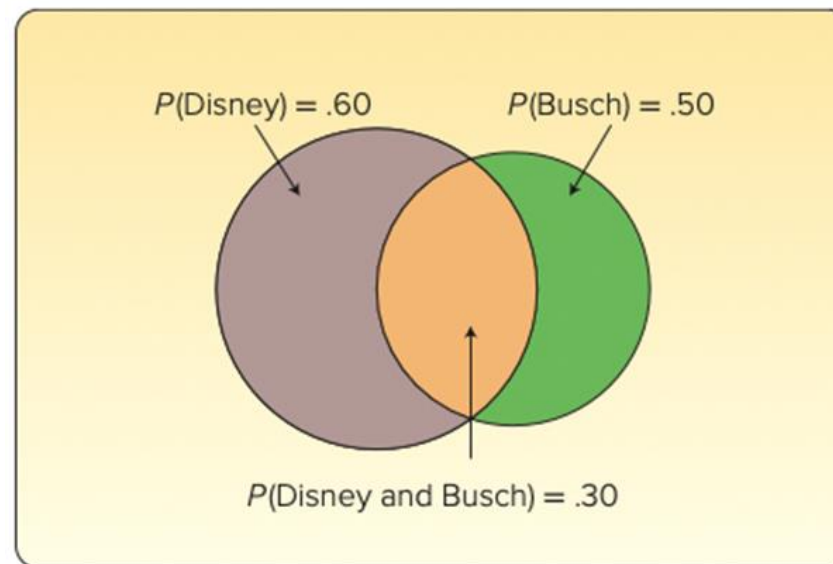 P(Disney) = .60
P(Busch) = .50
P(Disney and Busch) = .30